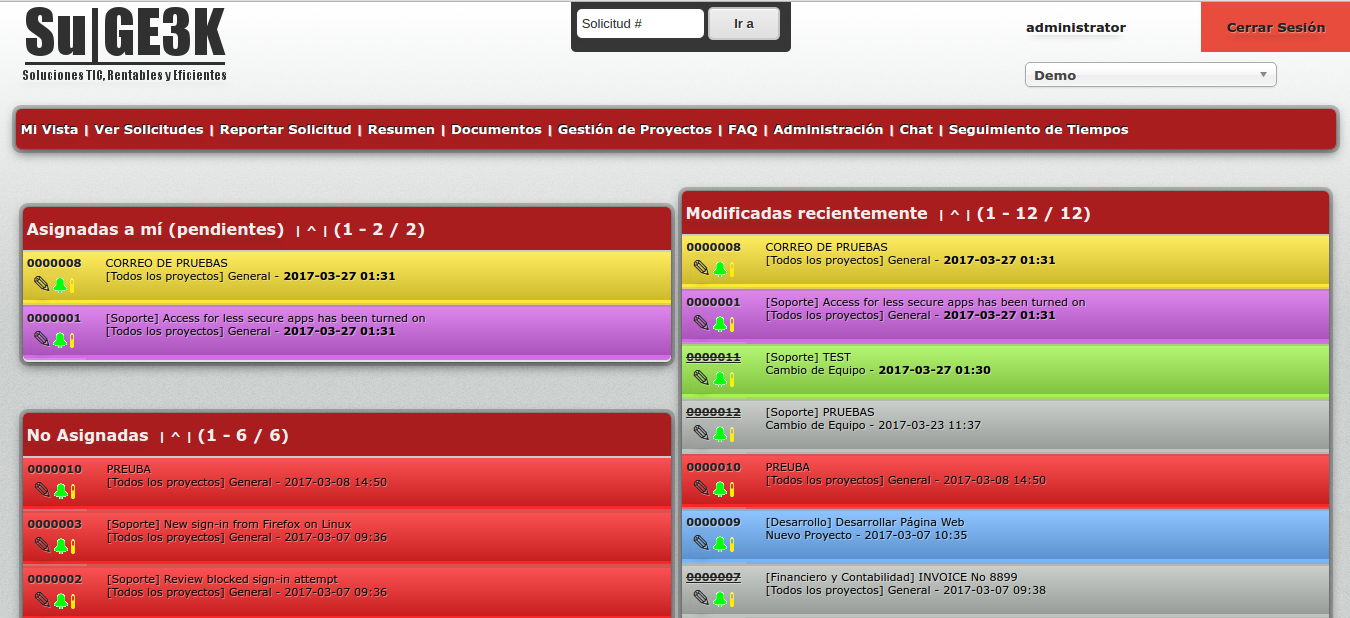 Su|GE3K
Soluciones TIC, Rentables y Eficientes
Solicitud #
Ir a
administrator
Cerrar Sesión
Demo
Mi Vista | Ver Solicitudes | Reportar Solicitud | Resumen | Documentos | Gestión de Proyectos | FAQ | Administración | Chat | Seguimiento de Tiempos
Asignadas a mí (pendientes) | ^ | (1 - 2 / 2)
0000008 CORREO DE PRUEBAS
[Todos los proyectos] General - 2017-03-27 01:31
0000001 [Soporte] Access for less secure apps has been turned on
[Todos los proyectos] General - 2017-03-27 01:31
No Asignadas | ^ | (1 - 6 / 6)
0000010 PREUBA
[Todos los proyectos] General - 2017-03-08 14:50
0000003 [Soporte] New sign-in from Firefox on Linux
[Todos los proyectos] General - 2017-03-07 09:36
0000002 [Soporte] Review blocked sign-in attempt
[Todos los proyectos] General - 2017-03-07 09:36
Modificadas recientemente | ^ | (1 - 12 / 12)
0000008 CORREO DE PRUEBAS
[Todos los proyectos] General - 2017-03-27 01:31
0000001 [Soporte] Access for less secure apps has been turned on
[Todos los proyectos] General - 2017-03-27 01:31
0000011 [Soporte] TEST
Cambio de Equipo - 2017-03-27 01:30
0000012 [Soporte] PRUEBAS
Cambio de Equipo - 2017-03-23 11:37
0000010 PREUBA
[Todos los proyectos] General - 2017-03-08 14:50
0000009 [Desarrollo] Desarrollar Página Web
Nuevo Proyecto - 2017-03-07 10:35
0000007 [Financiero y Contabilidad] INVOICE No 8899
[Todos los proyectos] General - 2017-03-07 09:38